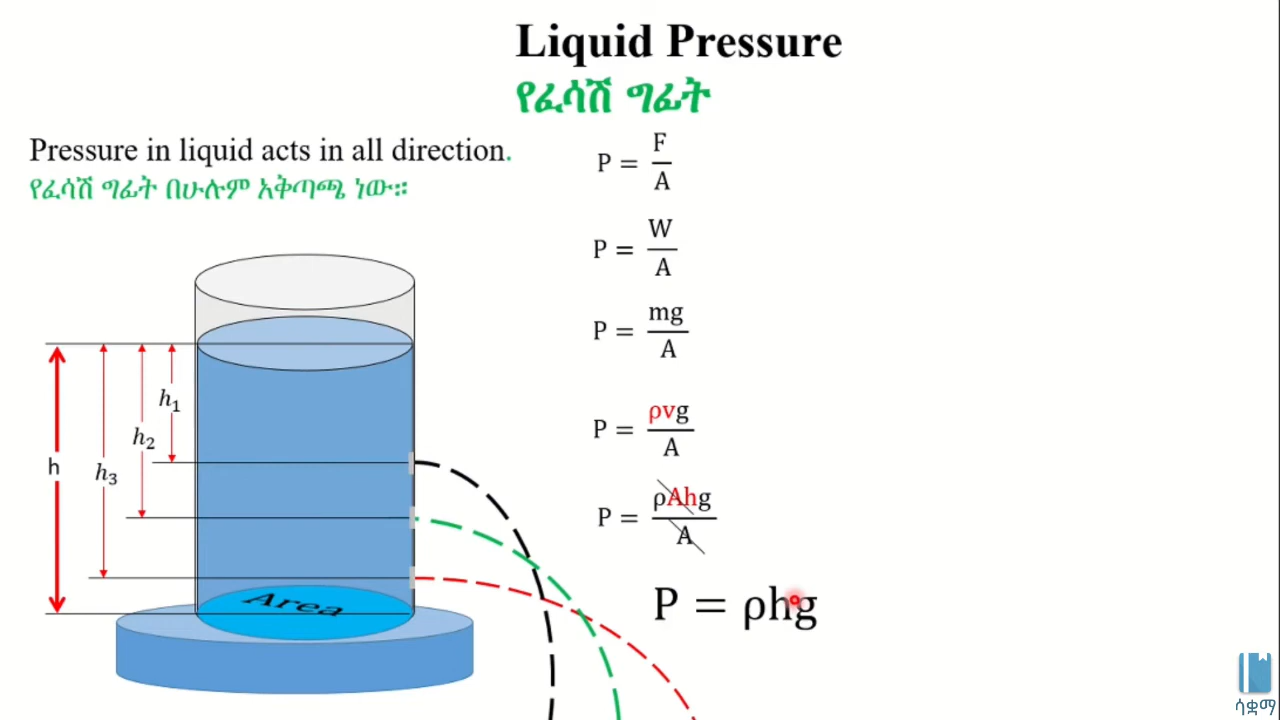 Liquid Pressure
የፈሳሽ ግፊት
Pressure in liquid acts in all direction.
የፈሳሽ ግፊት በሁሉም አቅጣጫ ነው።
P = F/A
P = W/A
P = mg/A
P = ρvg/A
P = ρAhg/A
P = ρhg
h
h₃
h₂
h₁
Area
ሳቋማ